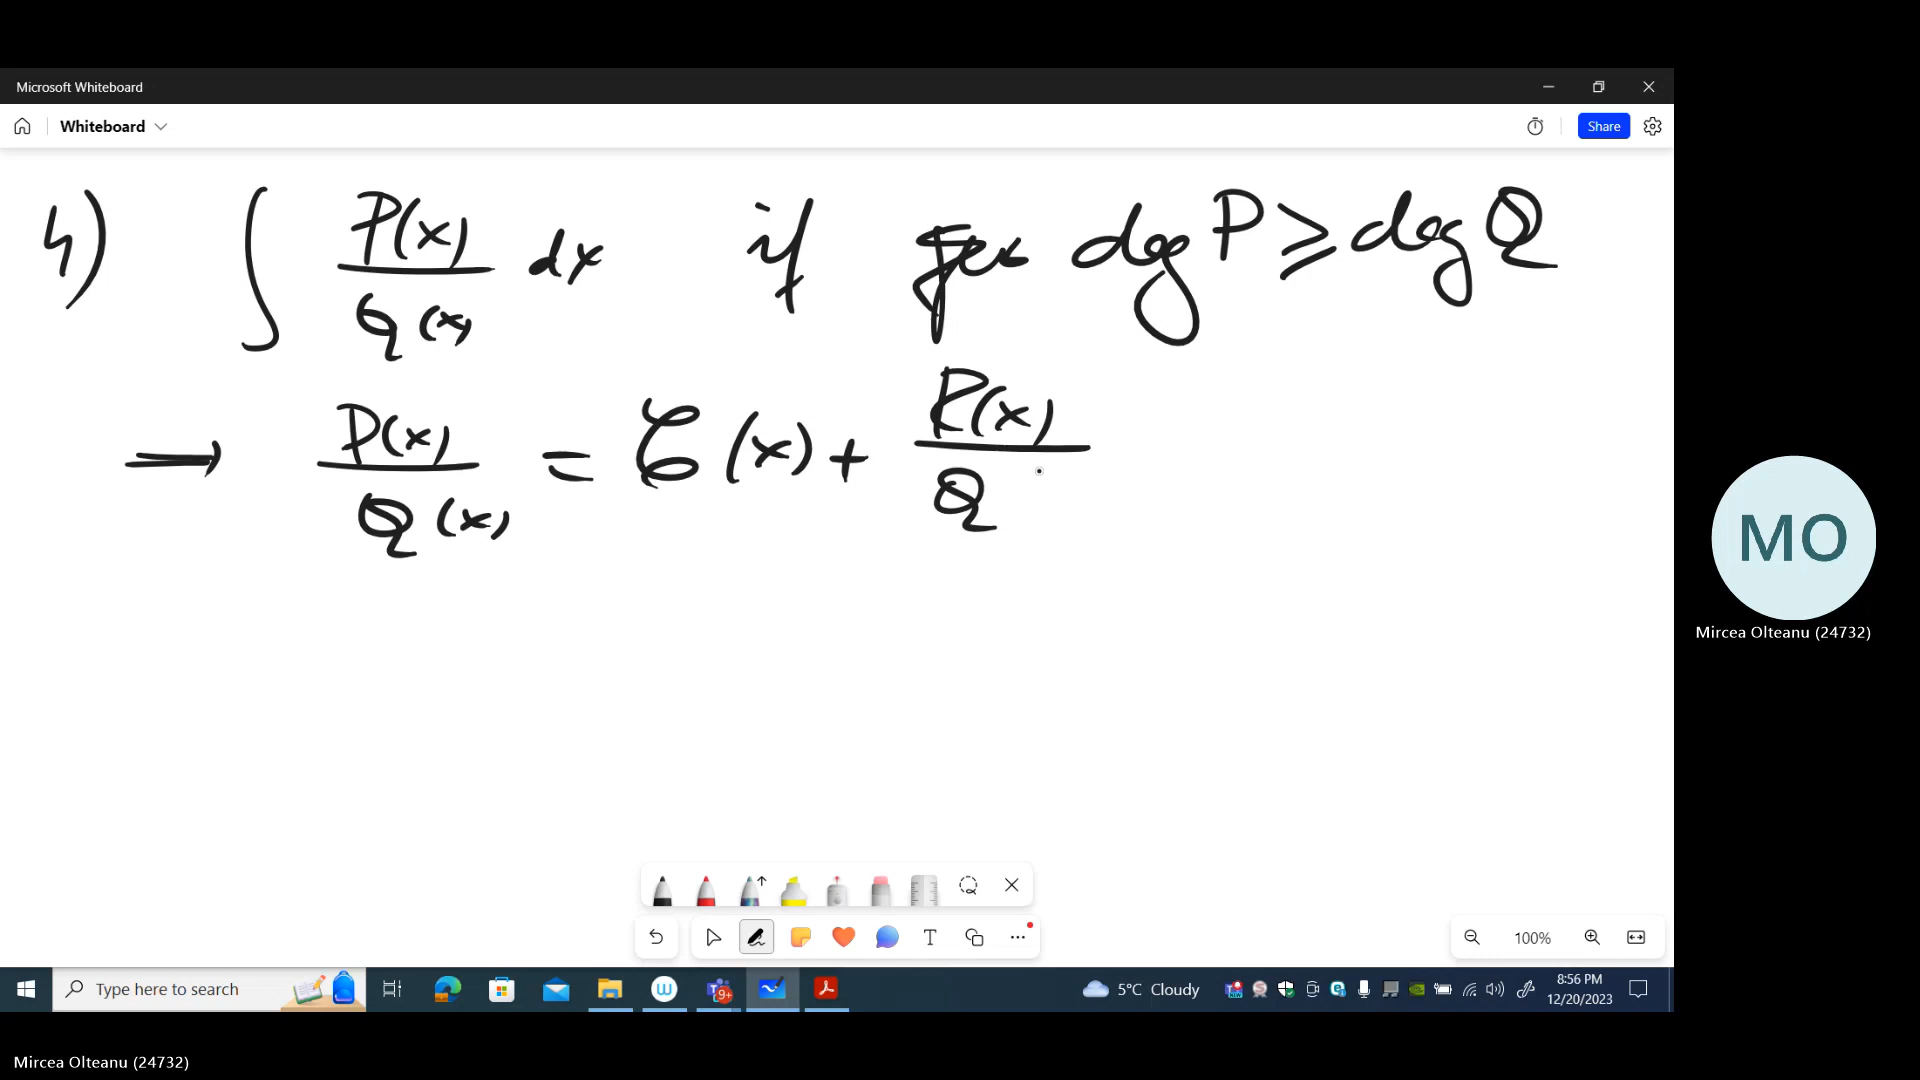 Microsoft Whiteboard
Whiteboard
Share
4) ∫ P(x)/Q(x) dx if deg P ⩾ deg Q
→ P(x)/Q(x) = C(x) + R(x)/Q
MO
Mircea Olteanu (24732)
100%
Type here to search
9+
5°C Cloudy
8:56 PM
12/20/2023
Mircea Olteanu (24732)